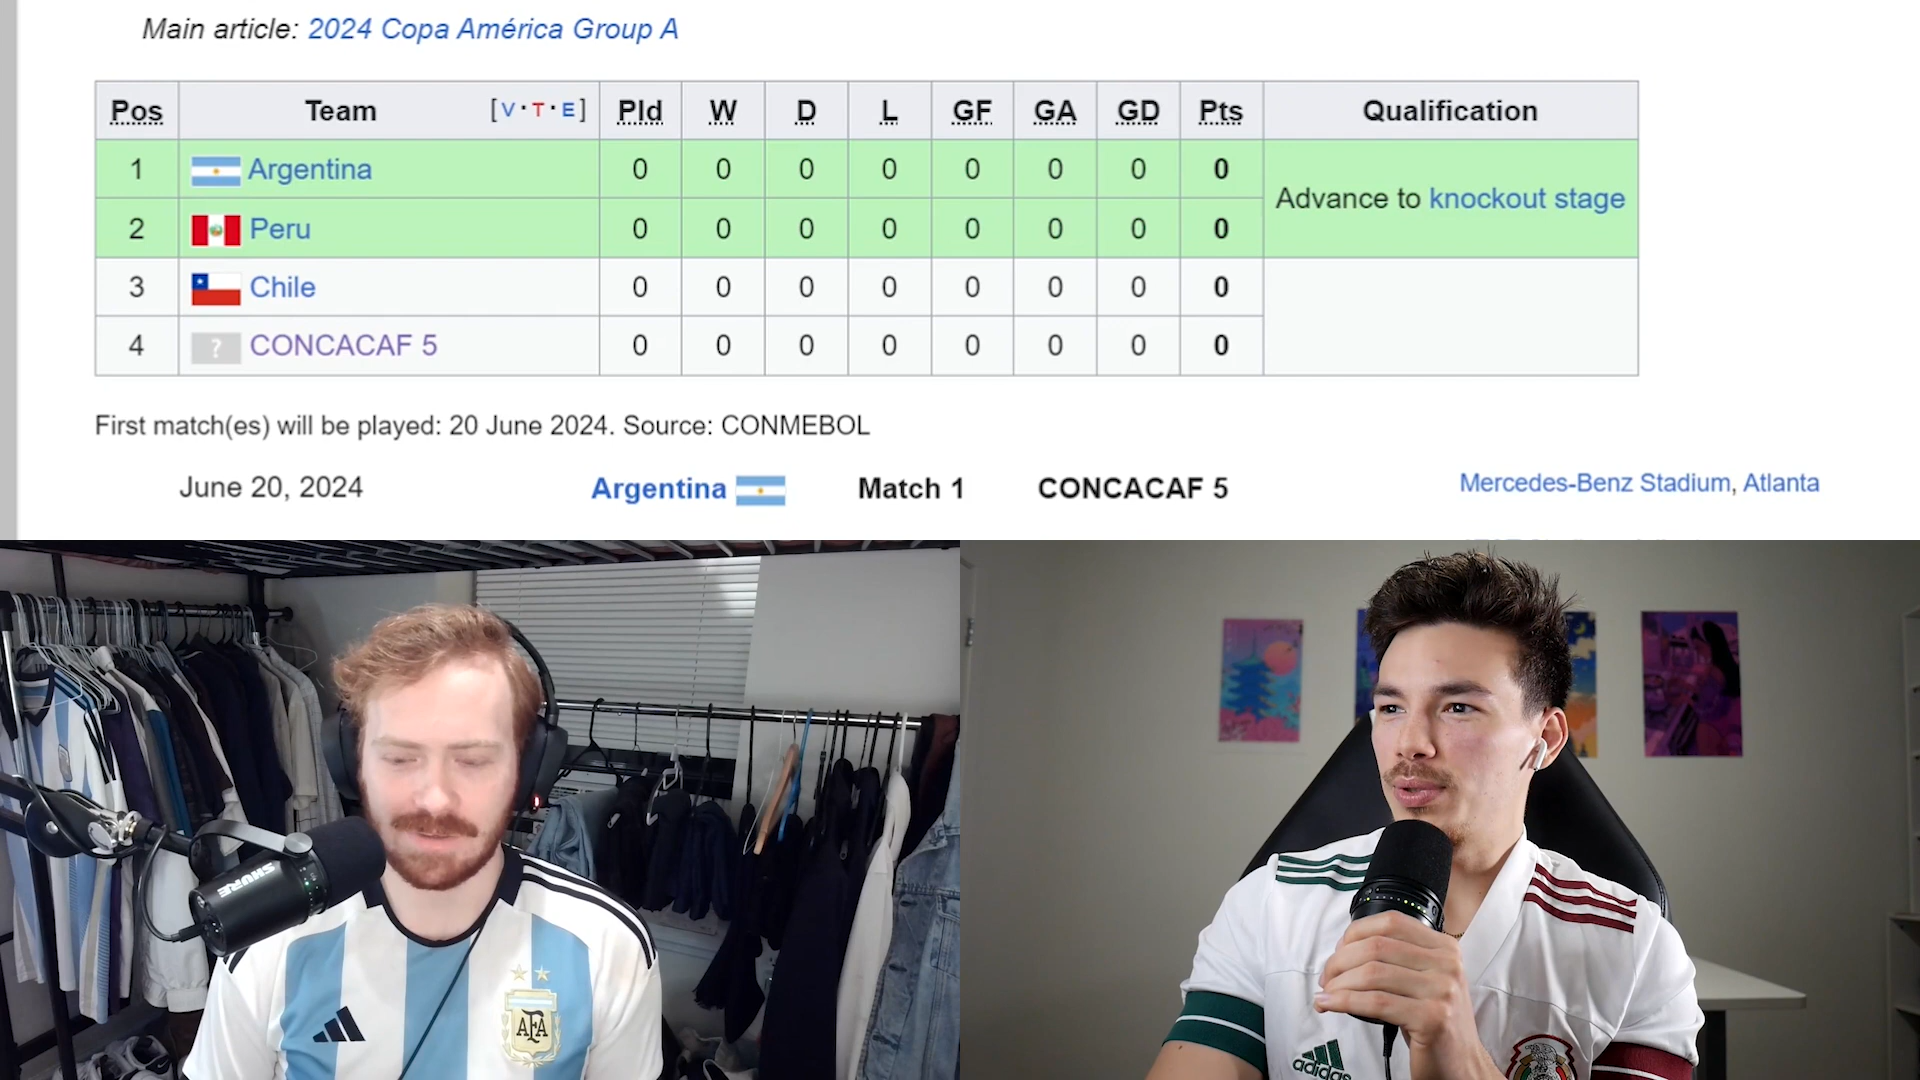 Main article: 2024 Copa América Group A
Pos Team [V·T·E] Pld W D L GF GA GD Pts Qualification
1 Argentina 0 0 0 0 0 0 0 0 Advance to knockout stage
2 Peru 0 0 0 0 0 0 0 0
3 Chile 0 0 0 0 0 0 0 0
4 ? CONCACAF 5 0 0 0 0 0 0 0 0
First match(es) will be played: 20 June 2024. Source: CONMEBOL
June 20, 2024 Argentina Match 1 CONCACAF 5 Mercedes-Benz Stadium, Atlanta
SHURE
AFA
adidas